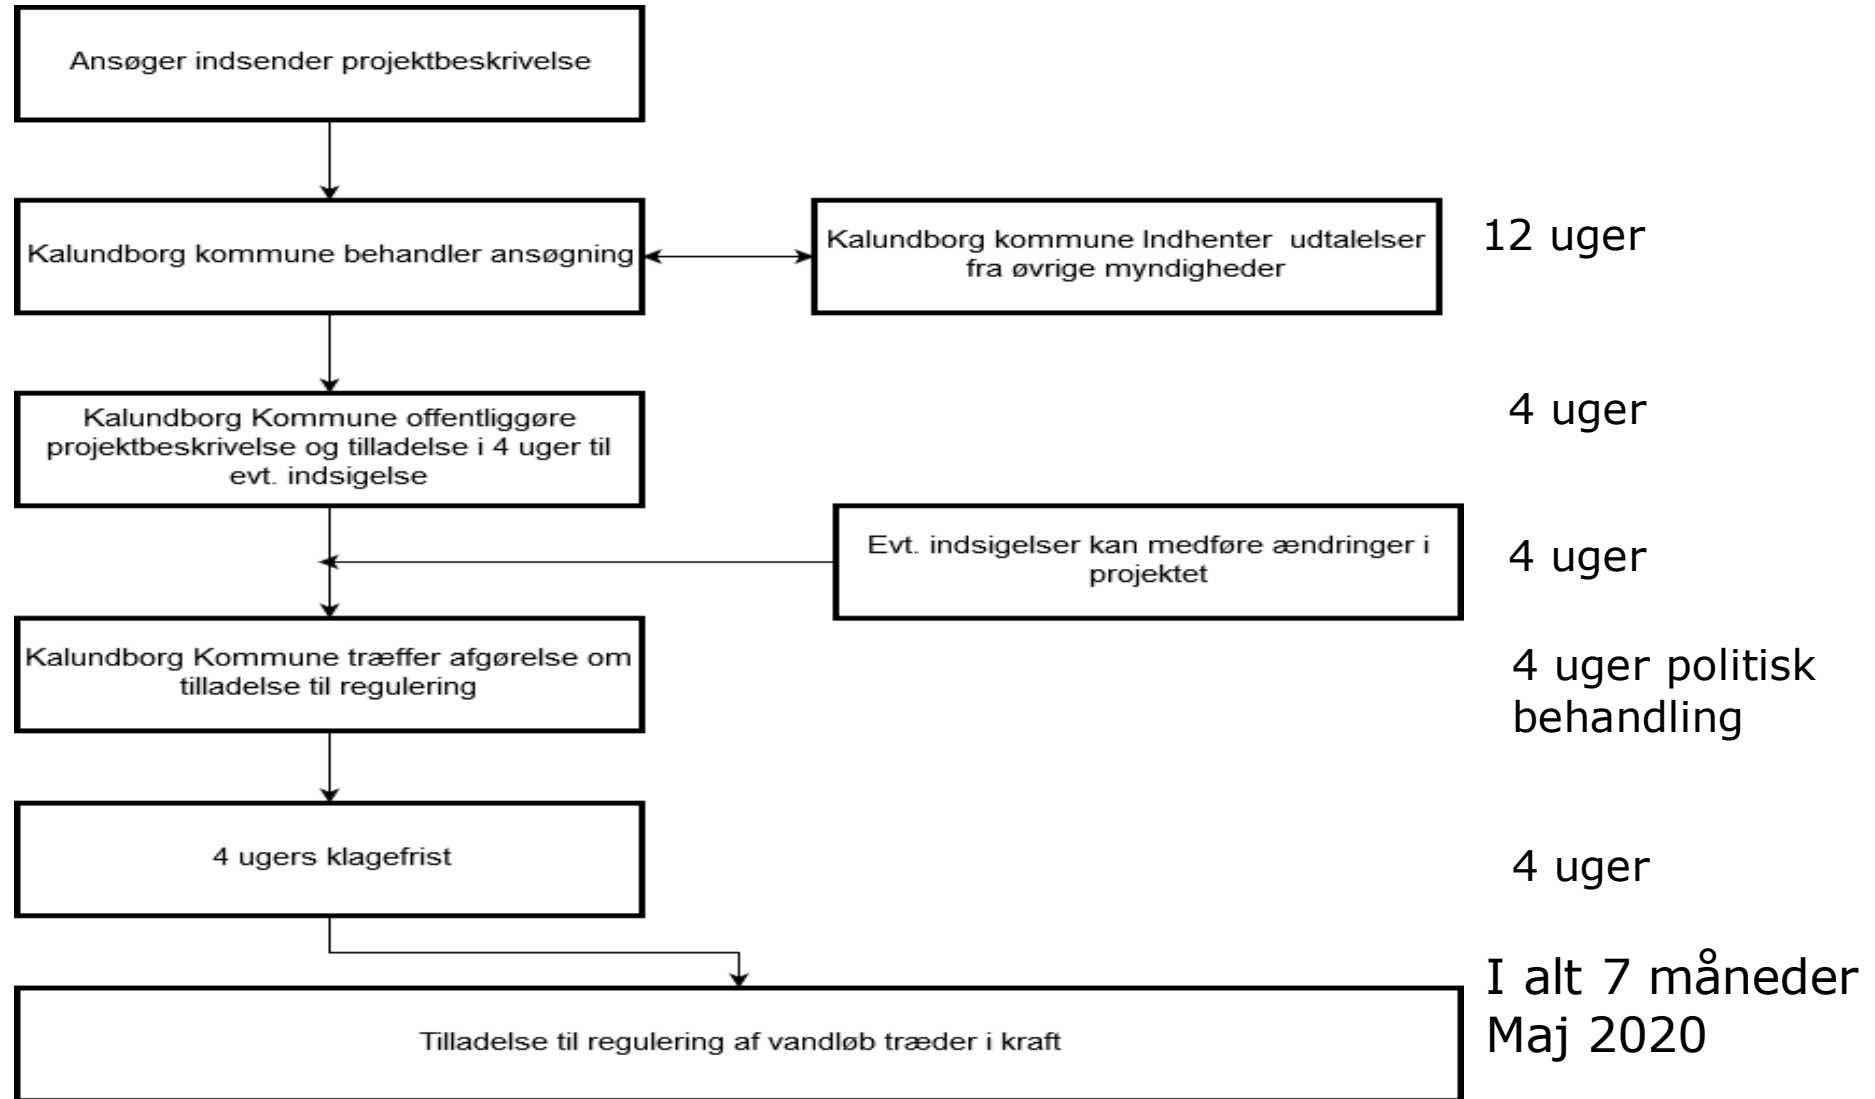 Ansøger indsender projektbeskrivelse
Kalundborg kommune behandler ansøgning
Kalundborg kommune Indhenter udtalelser
fra øvrige myndigheder
12 uger
Kalundborg Kommune offentliggøre
projektbeskrivelse og tilladelse i 4 uger til
evt. indsigelse
4 uger
Evt. indsigelser kan medføre ændringer i
projektet
4 uger
Kalundborg Kommune træffer afgørelse om
tilladelse til regulering
4 uger politisk
behandling
4 ugers klagefrist
4 uger
Tilladelse til regulering af vandløb træder i kraft
I alt 7 måneder
Maj 2020